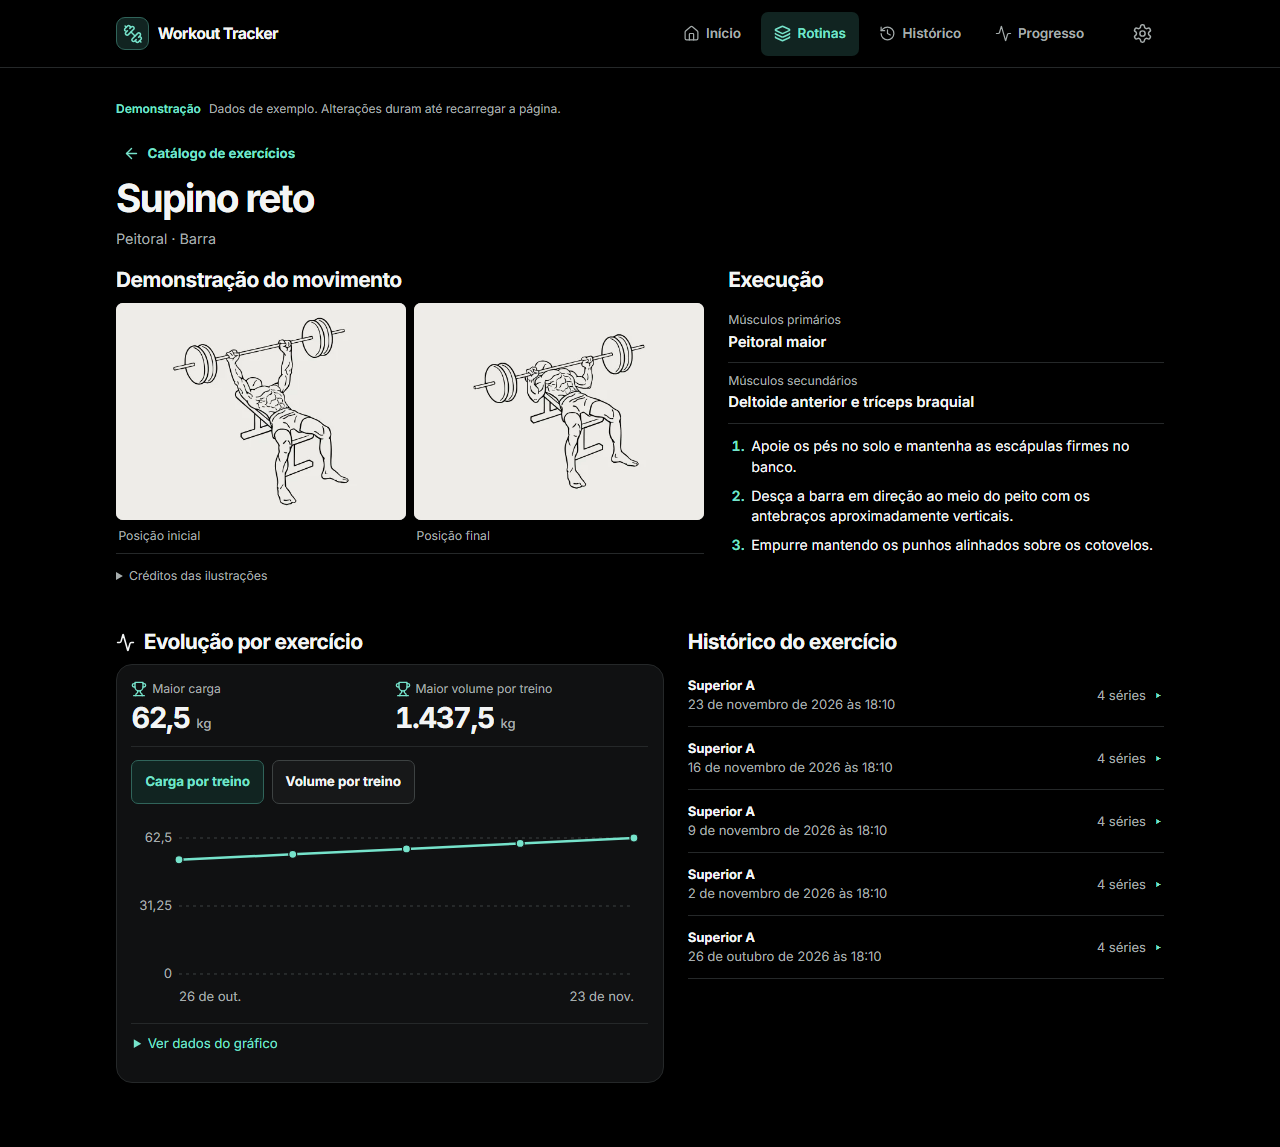 Workout Tracker
Início
Rotinas
Histórico
Progresso
Demonstração Dados de exemplo. Alterações duram até recarregar a página.
Catálogo de exercícios
Supino reto
Peitoral · Barra
Demonstração do movimento
Posição inicial
Posição final
Créditos das ilustrações
Execução
Músculos primários
Peitoral maior
Músculos secundários
Deltoide anterior e tríceps braquial
1. Apoie os pés no solo e mantenha as escápulas firmes no
banco.
2. Desça a barra em direção ao meio do peito com os
antebraços aproximadamente verticais.
3. Empurre mantendo os punhos alinhados sobre os cotovelos.
Evolução por exercício
Maior carga
62,5 kg
Maior volume por treino
1.437,5 kg
Carga por treino
Volume por treino
62,5
31,25
0
26 de out.
23 de nov.
Ver dados do gráfico
Histórico do exercício
Superior A
23 de novembro de 2026 às 18:10
4 séries
Superior A
16 de novembro de 2026 às 18:10
4 séries
Superior A
9 de novembro de 2026 às 18:10
4 séries
Superior A
2 de novembro de 2026 às 18:10
4 séries
Superior A
26 de outubro de 2026 às 18:10
4 séries